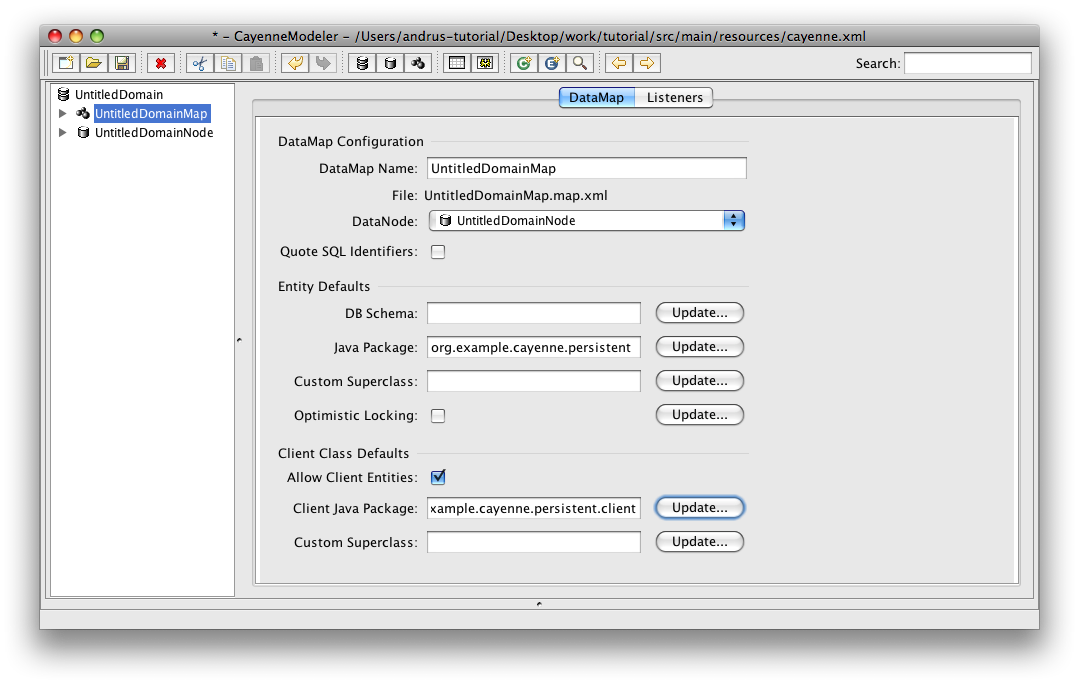 * - CayenneModeler - /Users/andrus-tutorial/Desktop/work/tutorial/src/main/resources/cayenne.xml
Search:
UntitledDomain
UntitledDomainMap
UntitledDomainNode
DataMap Listeners
DataMap Configuration
DataMap Name: UntitledDomainMap
File: UntitledDomainMap.map.xml
DataNode: UntitledDomainNode
Quote SQL Identifiers:
Entity Defaults
DB Schema: Update...
Java Package: org.example.cayenne.persistent Update...
Custom Superclass: Update...
Optimistic Locking: Update...
Client Class Defaults
Allow Client Entities:
Client Java Package: xample.cayenne.persistent.client Update...
Custom Superclass: Update...